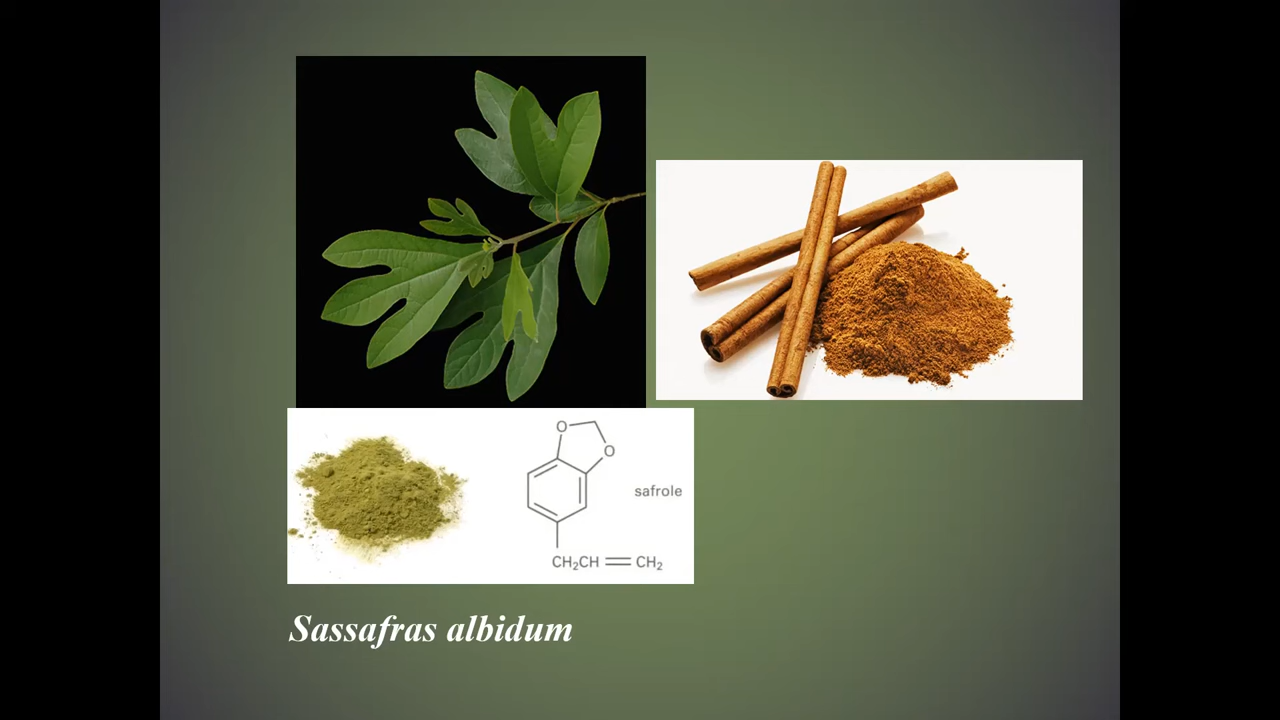 O
O
safrole
CH₂CH = CH₂
Sassafras albidum